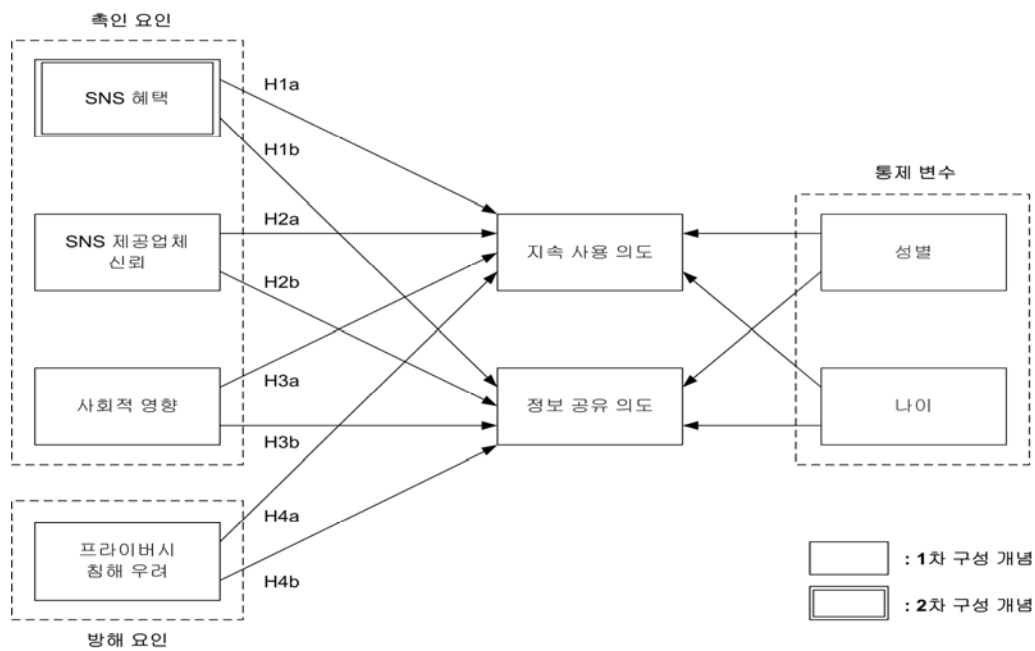 촉인 요인
SNS 혜택
H1a
H1b
통제 변수
SNS 제공업체
신뢰
H2a
H2b
지속 사용 의도
성별
사회적 영향
H3a
H3b
정보 공유 의도
나이
프라이버시
침해 우려
H4a
H4b
방해 요인
: 1차 구성 개념
: 2차 구성 개념